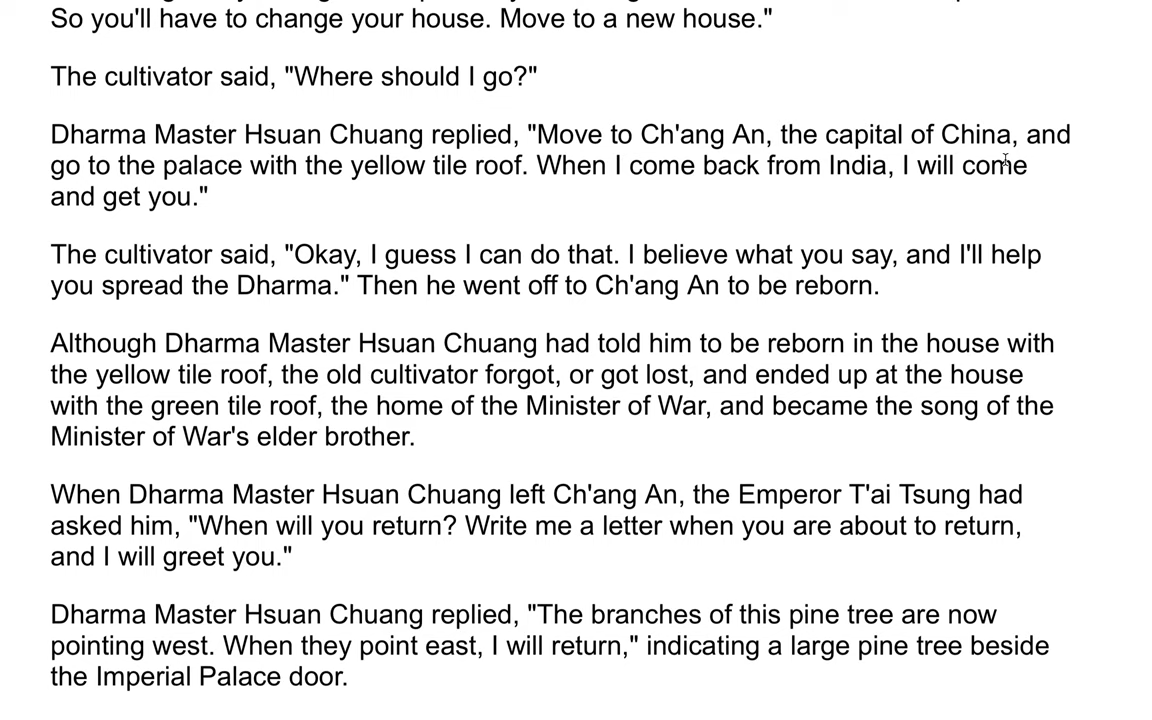 So you'll have to change your house. Move to a new house."
The cultivator said, "Where should I go?"
Dharma Master Hsuan Chuang replied, "Move to Ch'ang An, the capital of China, and
go to the palace with the yellow tile roof. When I come back from India, I will come
and get you."
The cultivator said, "Okay, I guess I can do that. I believe what you say, and I'll help
you spread the Dharma." Then he went off to Ch'ang An to be reborn.
Although Dharma Master Hsuan Chuang had told him to be reborn in the house with
the yellow tile roof, the old cultivator forgot, or got lost, and ended up at the house
with the green tile roof, the home of the Minister of War, and became the song of the
Minister of War's elder brother.
When Dharma Master Hsuan Chuang left Ch'ang An, the Emperor T'ai Tsung had
asked him, "When will you return? Write me a letter when you are about to return,
and I will greet you."
Dharma Master Hsuan Chuang replied, "The branches of this pine tree are now
pointing west. When they point east, I will return," indicating a large pine tree beside
the Imperial Palace door.